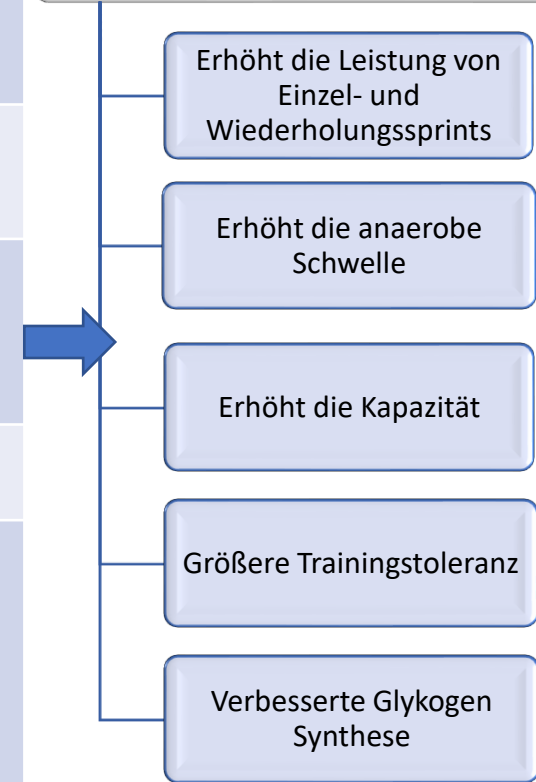 Erhöht die Leistung von
Einzel- und
Wiederholungssprints
Erhöht die anaerobe
Schwelle
Erhöht die Kapazität
Größere Trainingstoleranz
Verbesserte Glykogen
Synthese